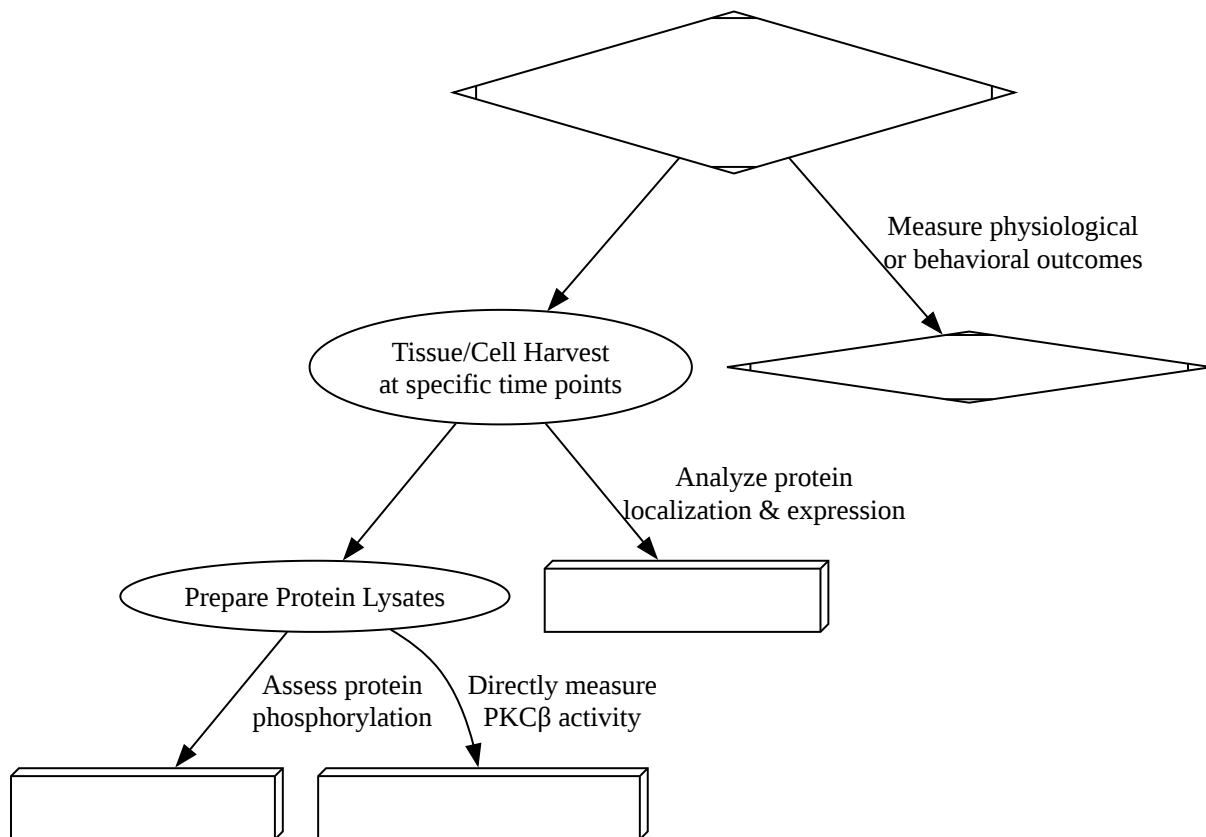 Measure physiological
or behavioral outcomes
Tissue/Cell Harvest
at specific time points
Analyze protein
localization & expression
Prepare Protein Lysates
Assess protein
phosphorylation
Directly measure
PKCβ activity